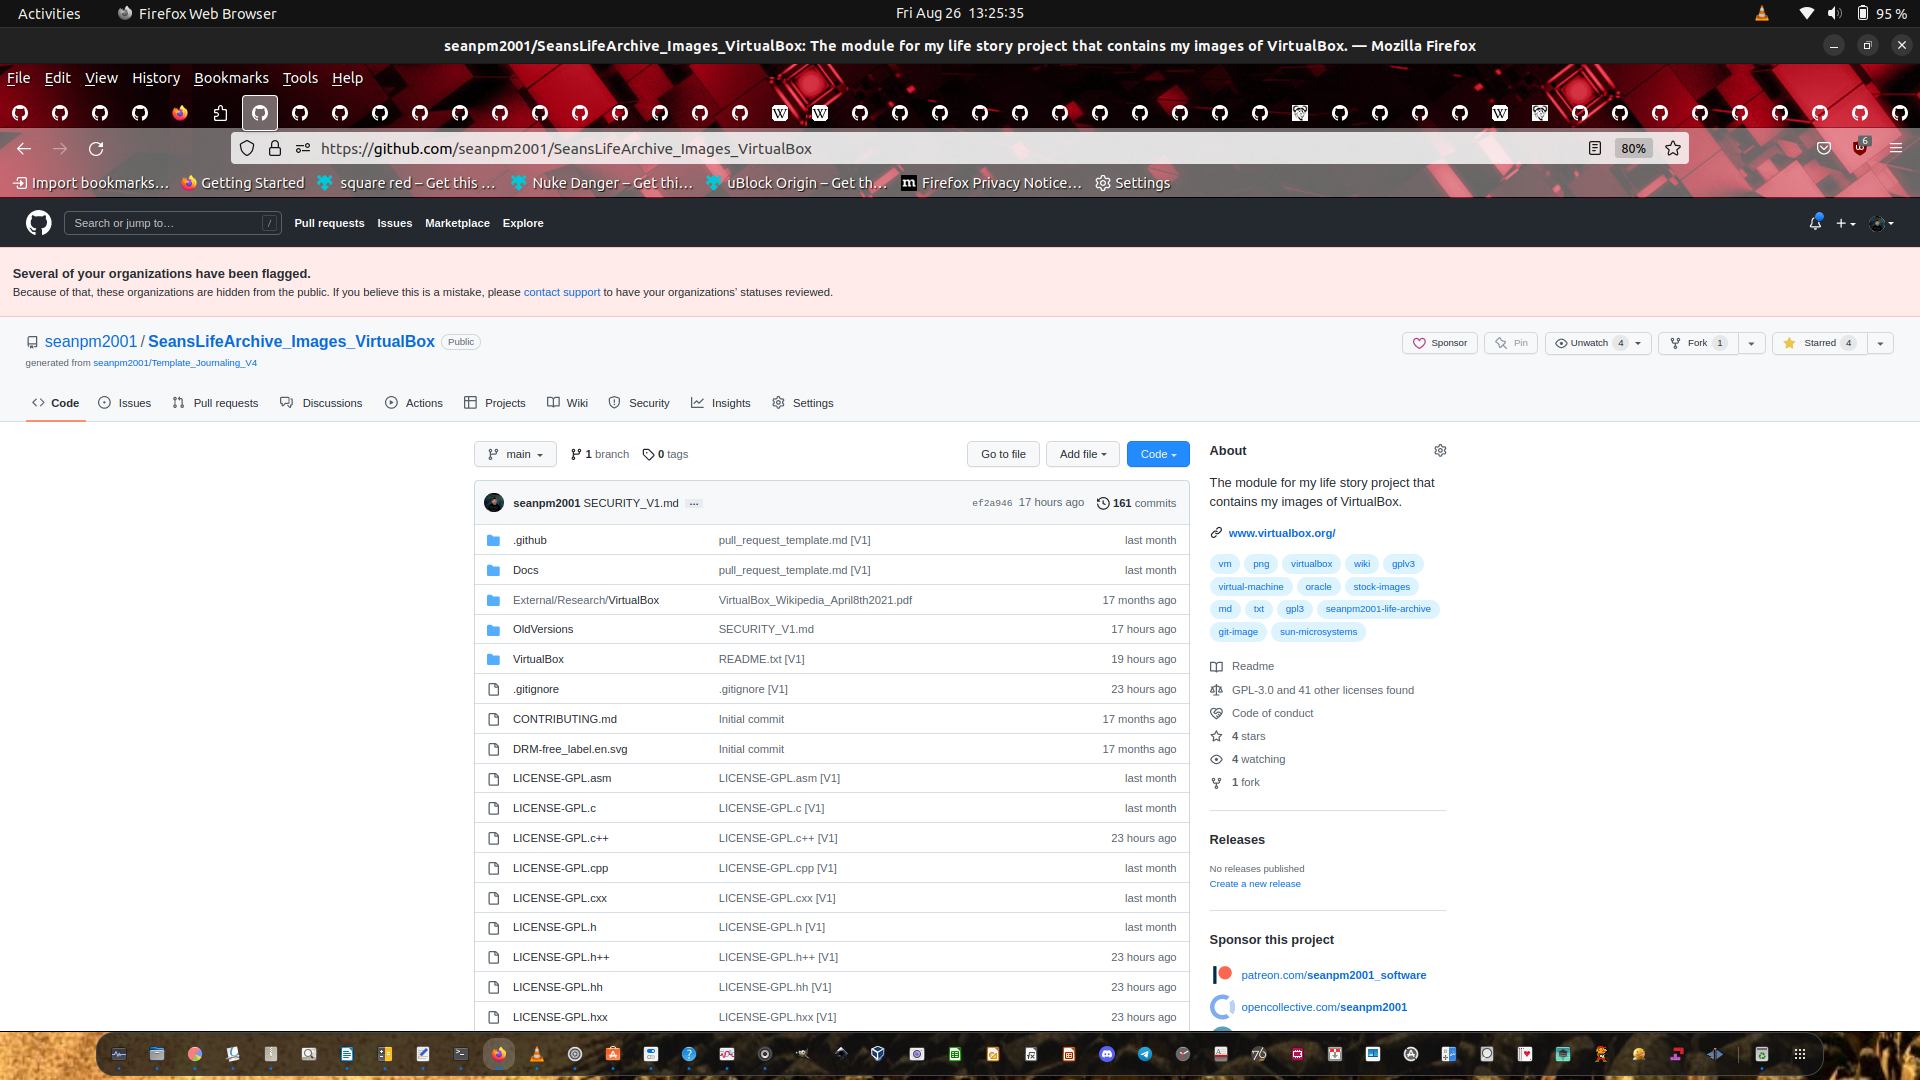 Activities Firefox Web Browser Fri Aug 26 13:25:35 95 %
seanpm2001/SeansLifeArchive_Images_VirtualBox: The module for my life story project that contains my images of VirtualBox. — Mozilla Firefox
File Edit View History Bookmarks Tools Help
https://github.com/seanpm2001/SeansLifeArchive_Images_VirtualBox 80% 6
Import bookmarks… Getting Started square red – Get this … Nuke Danger – Get thi… uBlock Origin – Get th… Firefox Privacy Notice… Settings
Search or jump to… / Pull requests Issues Marketplace Explore
Several of your organizations have been flagged.
Because of that, these organizations are hidden from the public. If you believe this is a mistake, please contact support to have your organizations' statuses reviewed.
seanpm2001 / SeansLifeArchive_Images_VirtualBox Public Sponsor Pin Unwatch 4 Fork 1 Starred 4
generated from seanpm2001/Template_Journaling_V4
Code Issues Pull requests Discussions Actions Projects Wiki Security Insights Settings
main 1 branch 0 tags Go to file Add file Code
seanpm2001 SECURITY_V1.md … ef2a946 17 hours ago 161 commits
.github pull_request_template.md [V1] last month
Docs pull_request_template.md [V1] last month
External/Research/VirtualBox VirtualBox_Wikipedia_April8th2021.pdf 17 months ago
OldVersions SECURITY_V1.md 17 hours ago
VirtualBox README.txt [V1] 19 hours ago
.gitignore .gitignore [V1] 23 hours ago
CONTRIBUTING.md Initial commit 17 months ago
DRM-free_label.en.svg Initial commit 17 months ago
LICENSE-GPL.asm LICENSE-GPL.asm [V1] last month
LICENSE-GPL.c LICENSE-GPL.c [V1] last month
LICENSE-GPL.c++ LICENSE-GPL.c++ [V1] 23 hours ago
LICENSE-GPL.cpp LICENSE-GPL.cpp [V1] last month
LICENSE-GPL.cxx LICENSE-GPL.cxx [V1] last month
LICENSE-GPL.h LICENSE-GPL.h [V1] last month
LICENSE-GPL.h++ LICENSE-GPL.h++ [V1] 23 hours ago
LICENSE-GPL.hh LICENSE-GPL.hh [V1] 23 hours ago
LICENSE-GPL.hxx LICENSE-GPL.hxx [V1] 23 hours ago
About
The module for my life story project that
contains my images of VirtualBox.
www.virtualbox.org/
vm png virtualbox wiki gplv3
virtual-machine oracle stock-images
md txt gpl3 seanpm2001-life-archive
git-image sun-microsystems
Readme
GPL-3.0 and 41 other licenses found
Code of conduct
4 stars
4 watching
1 fork
Releases
No releases published
Create a new release
Sponsor this project
patreon.com/seanpm2001_software
opencollective.com/seanpm2001